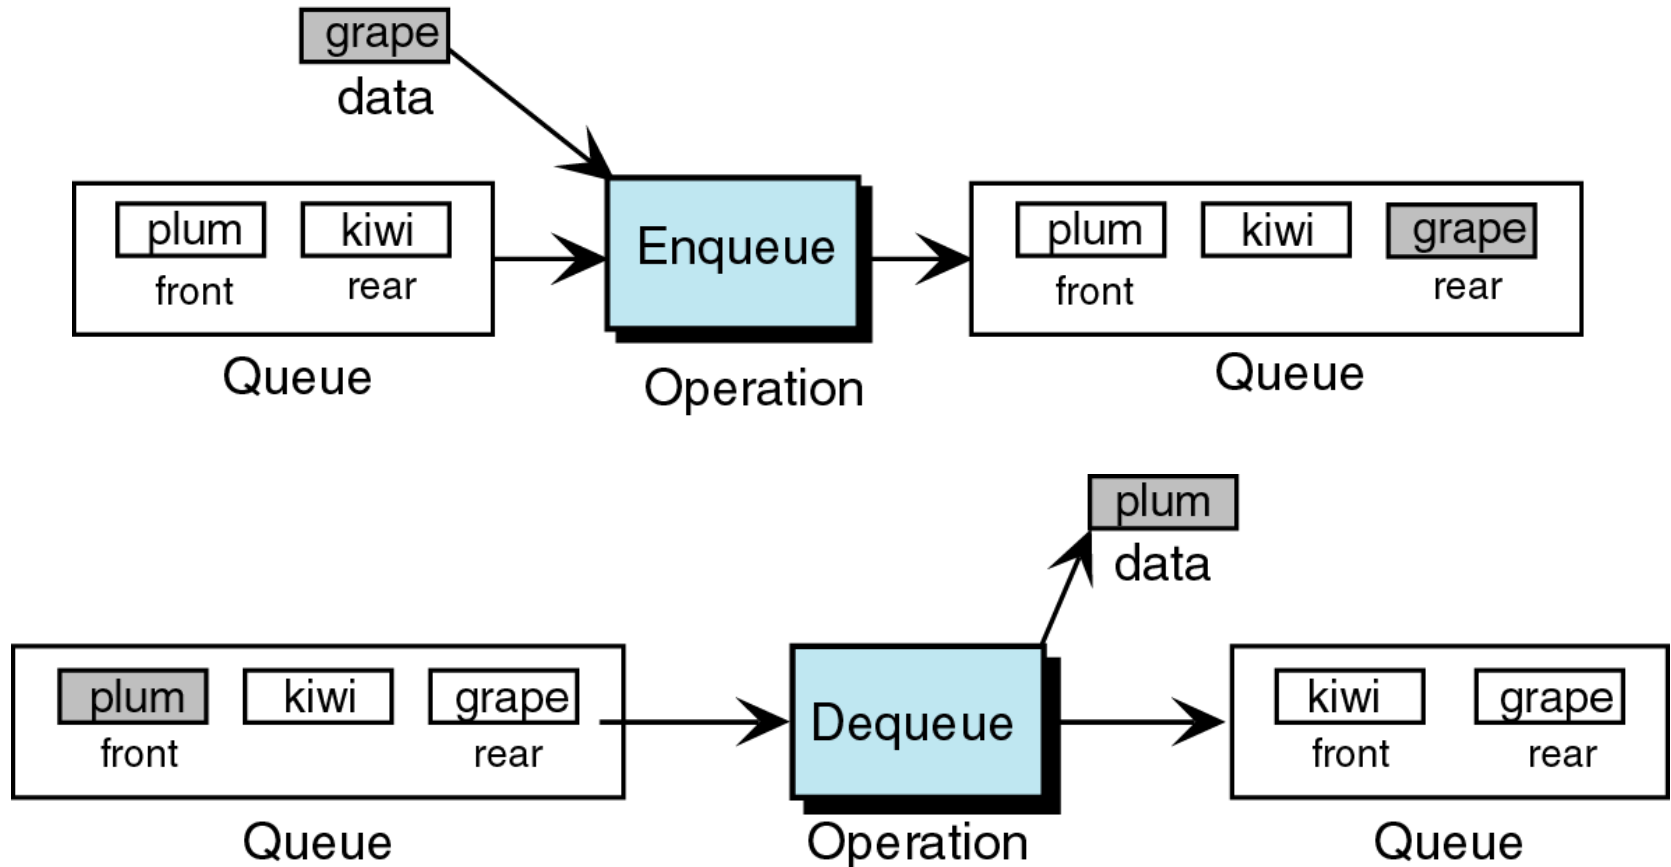 grape
data
plum kiwi
front rear
Queue
Enqueue
Operation
plum kiwi grape
front rear
Queue
plum
data
plum kiwi grape
front rear
Queue
Dequeue
Operation
kiwi grape
front rear
Queue